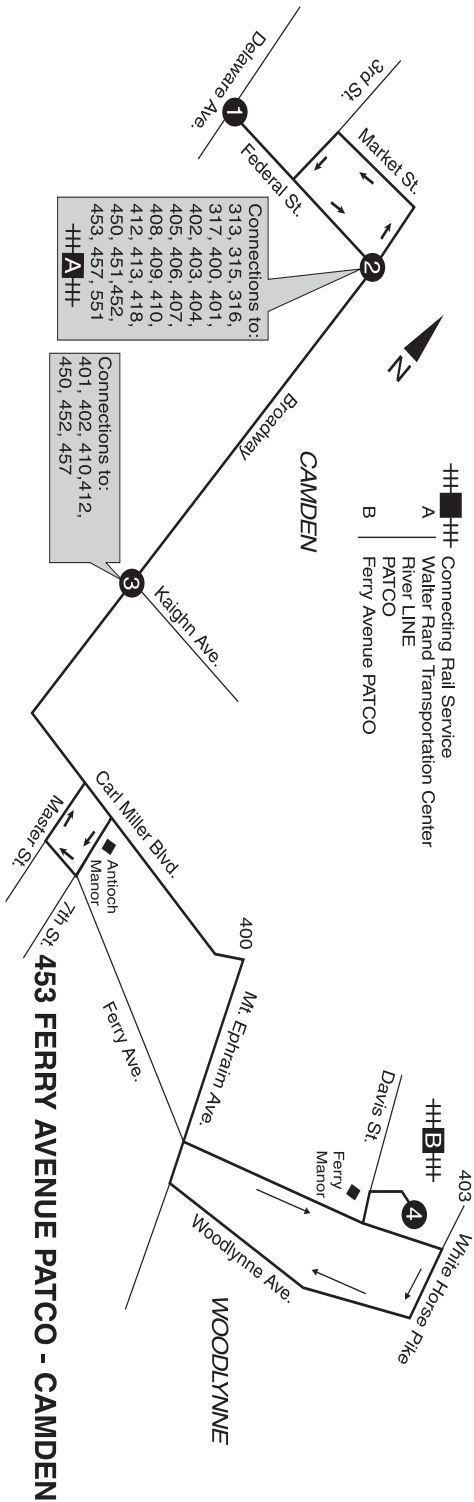 Delaware Ave.
3rd St.
Market St.
Federal St.
1
2
Connections to:
313, 315, 316,
317, 400, 401
402, 403, 404,
405, 406, 407,
408, 409, 410,
412, 413, 418,
450, 451,452,
453, 457, 551
A
N
Broadway
CAMDEN
Connections to:
401, 402, 410,412,
450, 452, 457
3
Kaighn Ave.
Connecting Rail Service
A Walter Rand Transportation Center
River LINE
PATCO
B Ferry Avenue PATCO
Carl Miller Blvd.
Master St.
Antioch
Manor
7th St.
Ferry Ave.
400
Mt. Ephraim Ave.
Davis St.
B
403
4
Ferry
Manor
White Horse Pike
Woodlynne Ave.
WOODLYNNE
453 FERRY AVENUE PATCO - CAMDEN